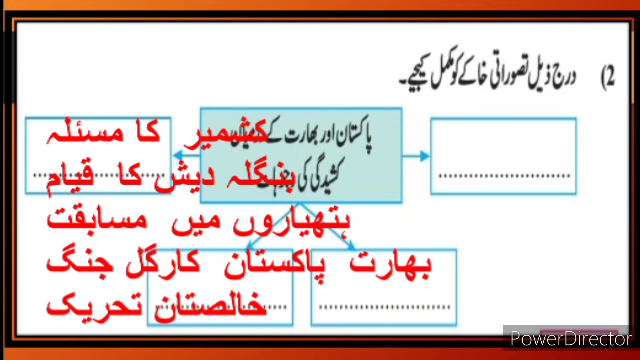 2) درج ذیل تصوراتی خاکے کو مکمل کیجیے۔
پاکستان اور بھارت کے درمیان
کشیدگی کی وجوہات
کشمیر کا مسئلہ
بنگلہ دیش کا قیام
ہتھیاروں میں مسابقت
بھارت پاکستان کارگل جنگ
خالصتان تحریک
PowerDirector